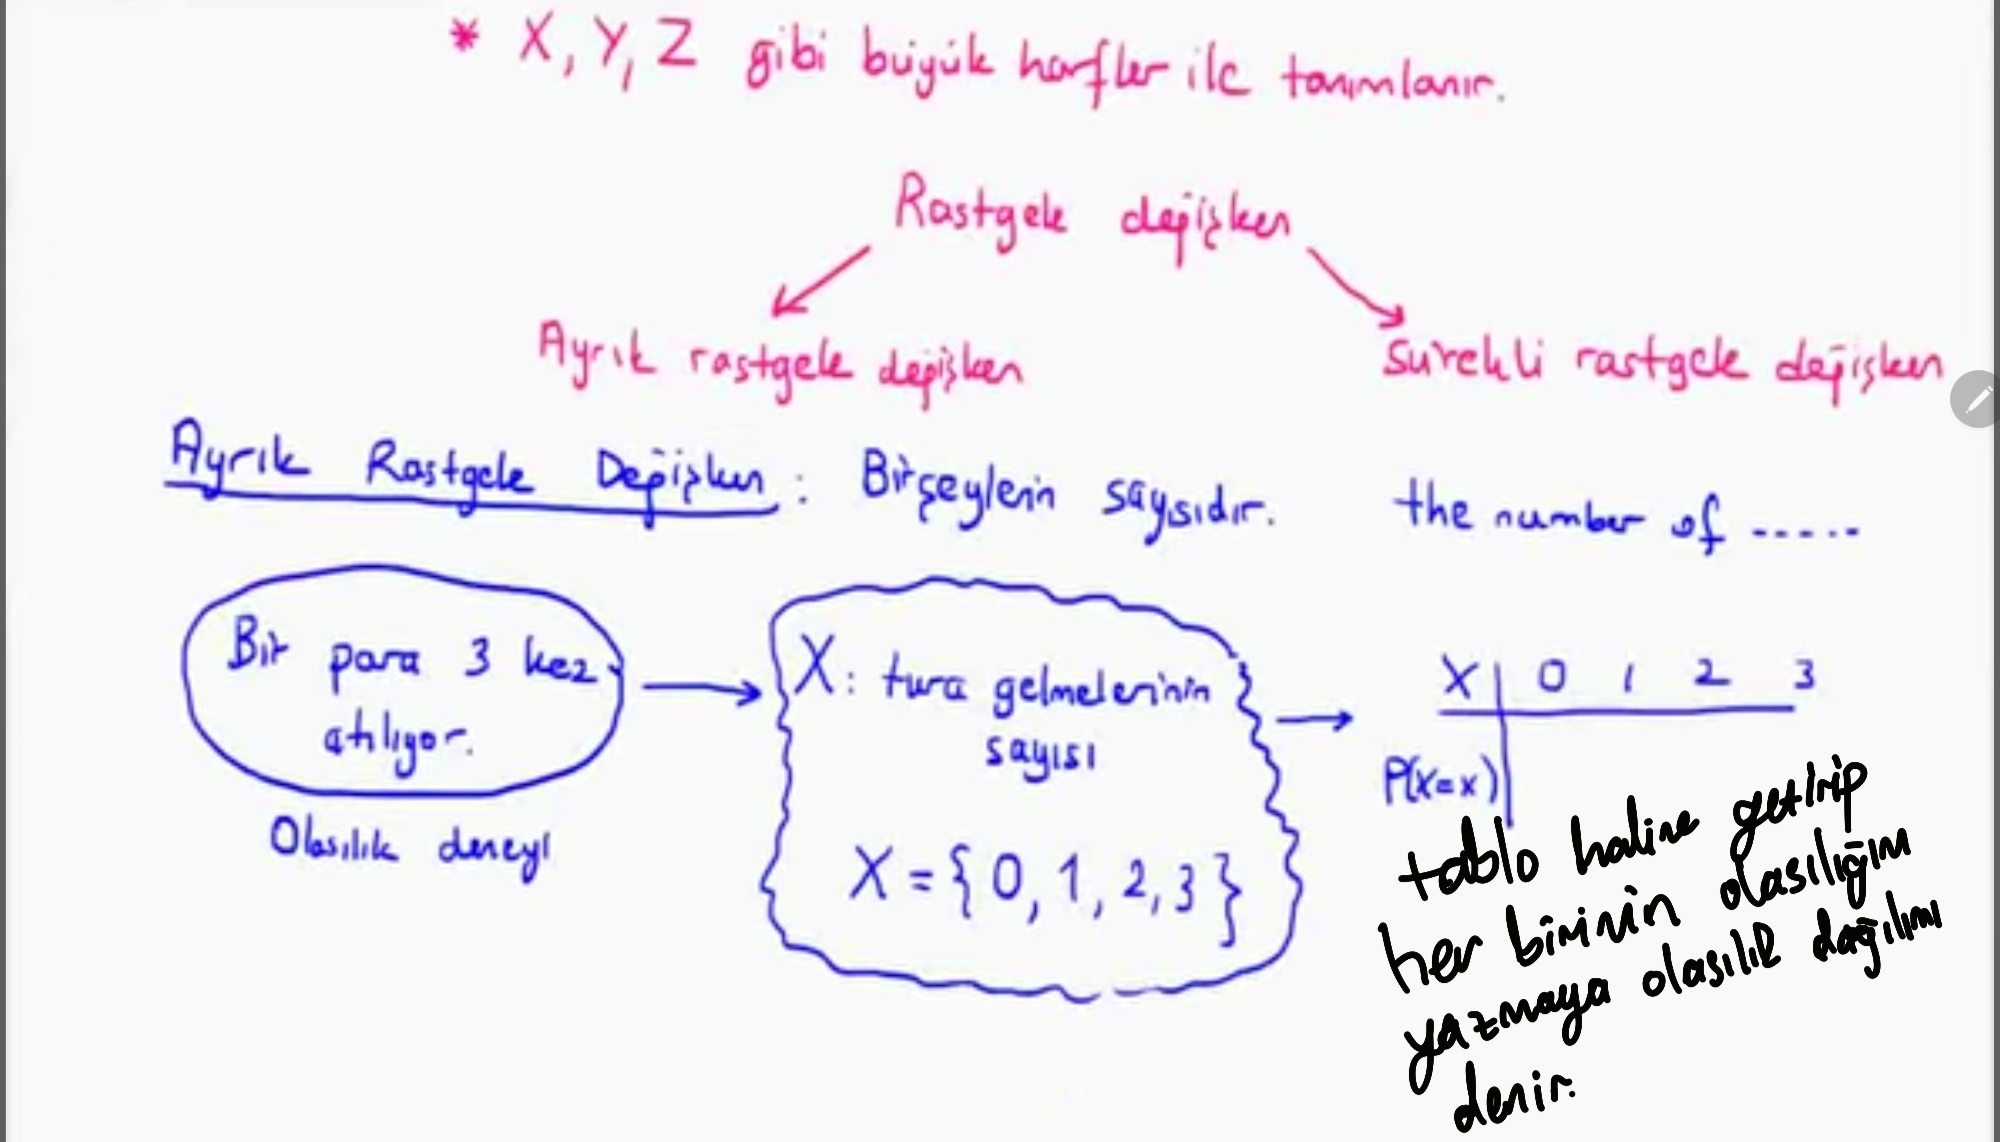 * X, Y, Z gibi büyük harfler ile tanımlanır.
Rastgele değişken
Ayrık rastgele değişken
sürekli rastgele değişken
Ayrık Rastgele Değişken : Birşeylerin sayısıdır. the number of .....
Bir para 3 kez
atılıyor.
Olasılık deneyi
X: tura gelmelerinin
sayısı
X = {0, 1, 2, 3}
X | 0 1 2 3
P(X=x)
tablo haline getirip
her birinin olasılığını
yazmaya olasılık dağılımı
denir.